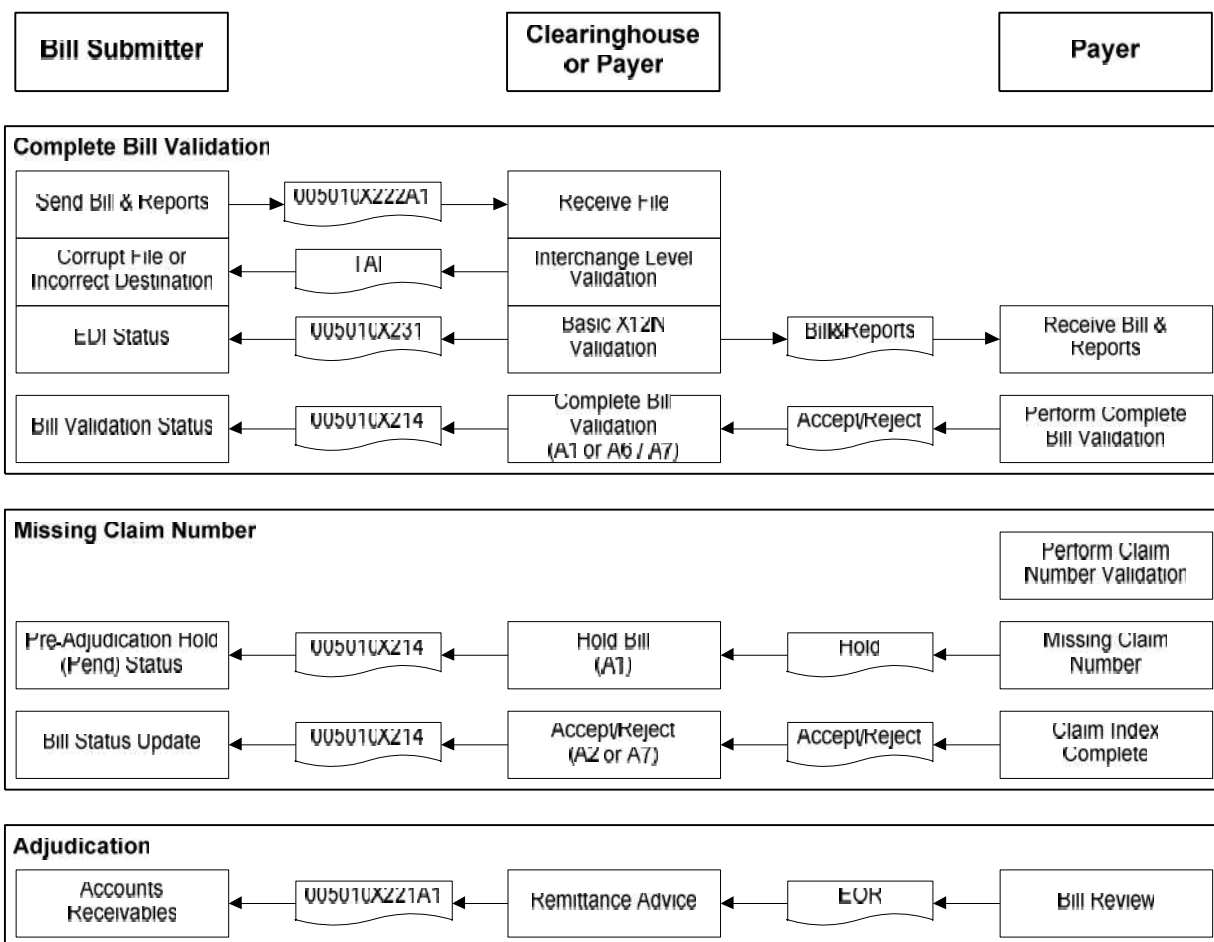 Bill Submitter
Clearinghouse
or Payer
Payer
Complete Bill Validation
Send Bill & Reports
005010X222A1
Receive File
Corrupt File or
Incorrect Destination
TA1
Interchange Level
Validation
EDI Status
005010X231
Basic X12N
Validation
Bill&Reports
Receive Bill &
Reports
Bill Validation Status
005010X214
Complete Bill
Validation
(A1 or A6 / A7)
Accept/Reject
Perform Complete
Bill Validation
Missing Claim Number
Perform Claim
Number Validation
Pre-Adjudication Hold
(Pend) Status
005010X214
Hold Bill
(A1)
Hold
Missing Claim
Number
Bill Status Update
005010X214
Accept/Reject
(A2 or A7)
Accept/Reject
Claim Index
Complete
Adjudication
Accounts
Receivables
005010X221A1
Remittance Advice
EOR
Bill Review